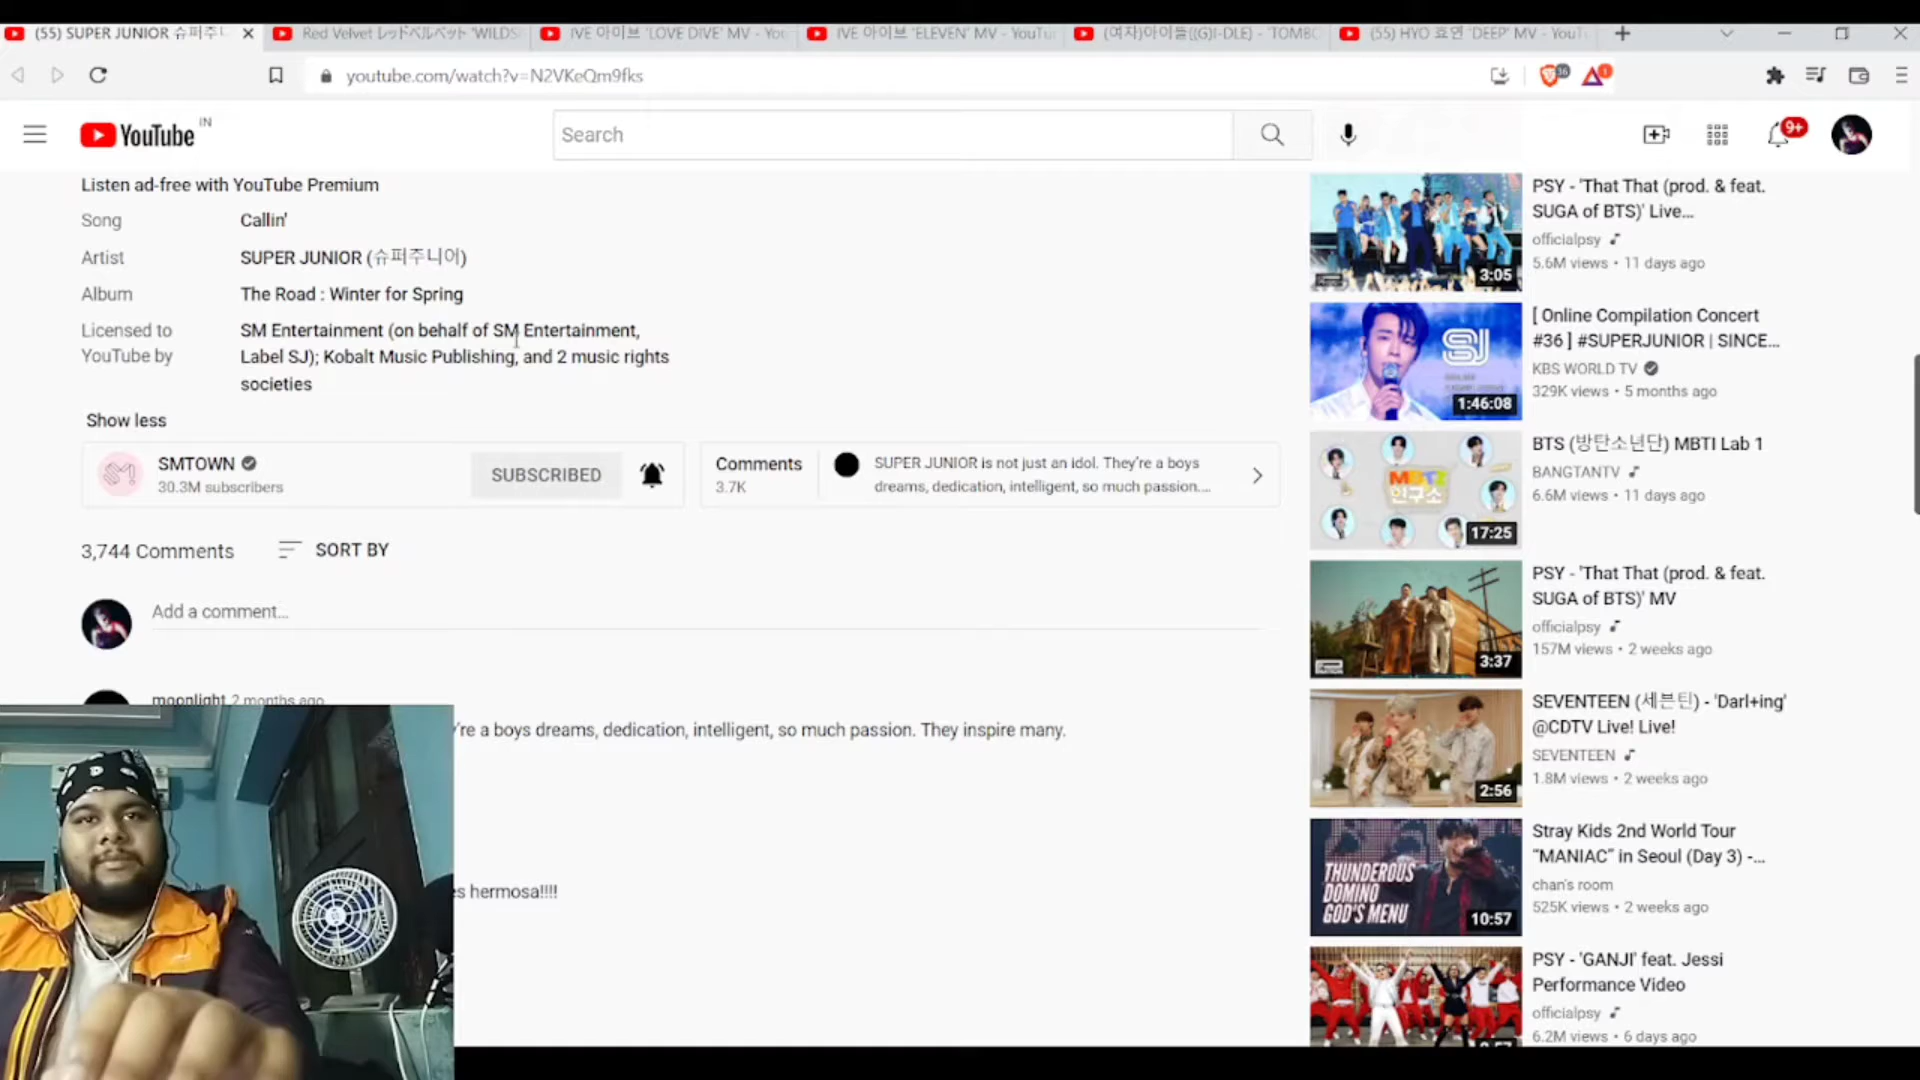 (55) SUPER JUNIOR 슈퍼주니
Red Velvet レッドベルベット 'WILDS
IVE 아이브 'LOVE DIVE' MV - You
IVE 아이브 'ELEVEN' MV - YouTu
(여자)아이들((G)I-DLE) - 'TOMBO
(55) HYO 효연 'DEEP' MV - YouT
youtube.com/watch?v=N2VKeQm9fks
36
1
YouTube IN
Search
9+
Listen ad-free with YouTube Premium
Song Callin'
Artist SUPER JUNIOR (슈퍼주니어)
Album The Road : Winter for Spring
Licensed to YouTube by
SM Entertainment (on behalf of SM Entertainment,
Label SJ); Kobalt Music Publishing, and 2 music rights
societies
Show less
SMTOWN
30.3M subscribers
SUBSCRIBED
Comments
3.7K
SUPER JUNIOR is not just an idol. They're a boys
dreams, dedication, intelligent, so much passion....
3,744 Comments SORT BY
Add a comment...
moonlight 2 months ago
're a boys dreams, dedication, intelligent, so much passion. They inspire many.
es hermosa!!!!
PSY - 'That That (prod. & feat.
SUGA of BTS)' Live...
officialpsy
5.6M views • 11 days ago
3:05
[ Online Compilation Concert
#36 ] #SUPERJUNIOR | SINCE...
KBS WORLD TV
329K views • 5 months ago
SJ
1:46:08
BTS (방탄소년단) MBTI Lab 1
BANGTANTV
6.6M views • 11 days ago
MBTI
연구소
17:25
PSY - 'That That (prod. & feat.
SUGA of BTS)' MV
officialpsy
157M views • 2 weeks ago
3:37
SEVENTEEN (세븐틴) - 'Darl+ing'
@CDTV Live! Live!
SEVENTEEN
1.8M views • 2 weeks ago
2:56
Stray Kids 2nd World Tour
"MANIAC" in Seoul (Day 3) -...
chan's room
525K views • 2 weeks ago
THUNDEROUS
DOMINO
GOD'S MENU
10:57
PSY - 'GANJI' feat. Jessi
Performance Video
officialpsy
6.2M views • 6 days ago